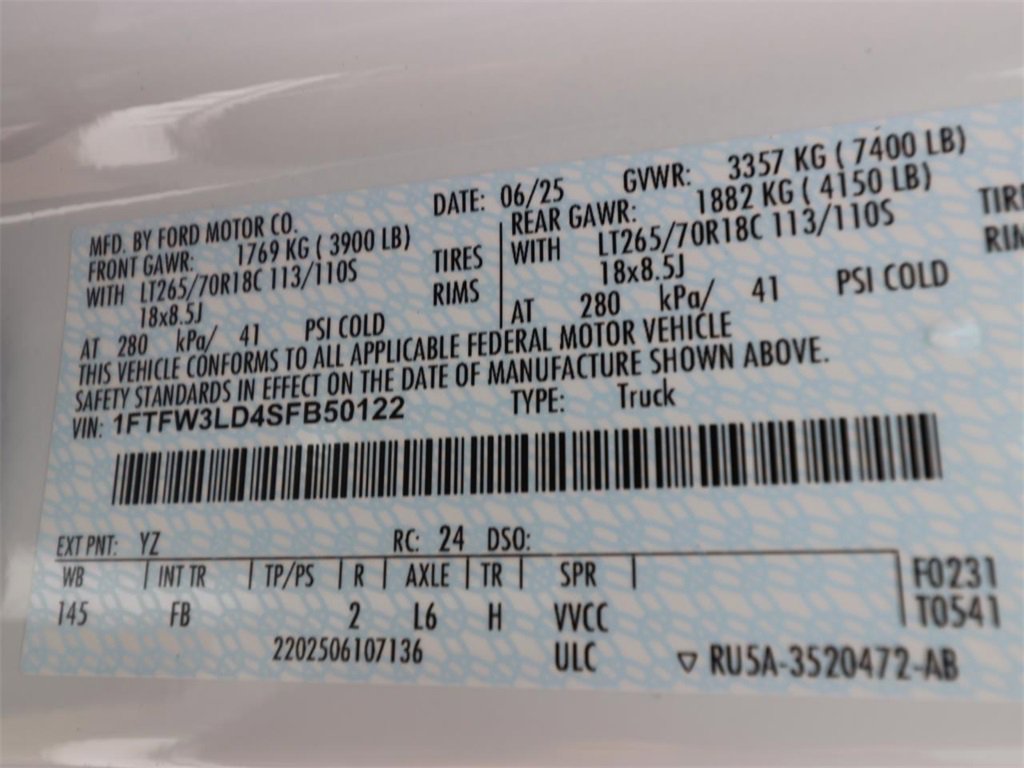 MFD. BY FORD MOTOR CO. DATE: 06/25 GVWR: 3357 KG ( 7400 LB)
FRONT GAWR: 1769 KG ( 3900 LB) REAR GAWR: 1882 KG ( 4150 LB)
WITH LT265/70R18C 113/110S TIRES WITH LT265/70R18C 113/110S
18x8.5J RIMS 18x8.5J
AT 280 kPa/ 41 PSI COLD AT 280 kPa/ 41 PSI COLD
THIS VEHICLE CONFORMS TO ALL APPLICABLE FEDERAL MOTOR VEHICLE
SAFETY STANDARDS IN EFFECT ON THE DATE OF MANUFACTURE SHOWN ABOVE.
VIN: 1FTFW3LD4SFB50122 TYPE: Truck
EXT PNT: YZ RC: 24 DSO:
WB INT TR TP/PS R AXLE TR SPR F0231
145 FB 2 L6 H VVCC T0541
2202506107136 ULC RU5A-3520472-AB